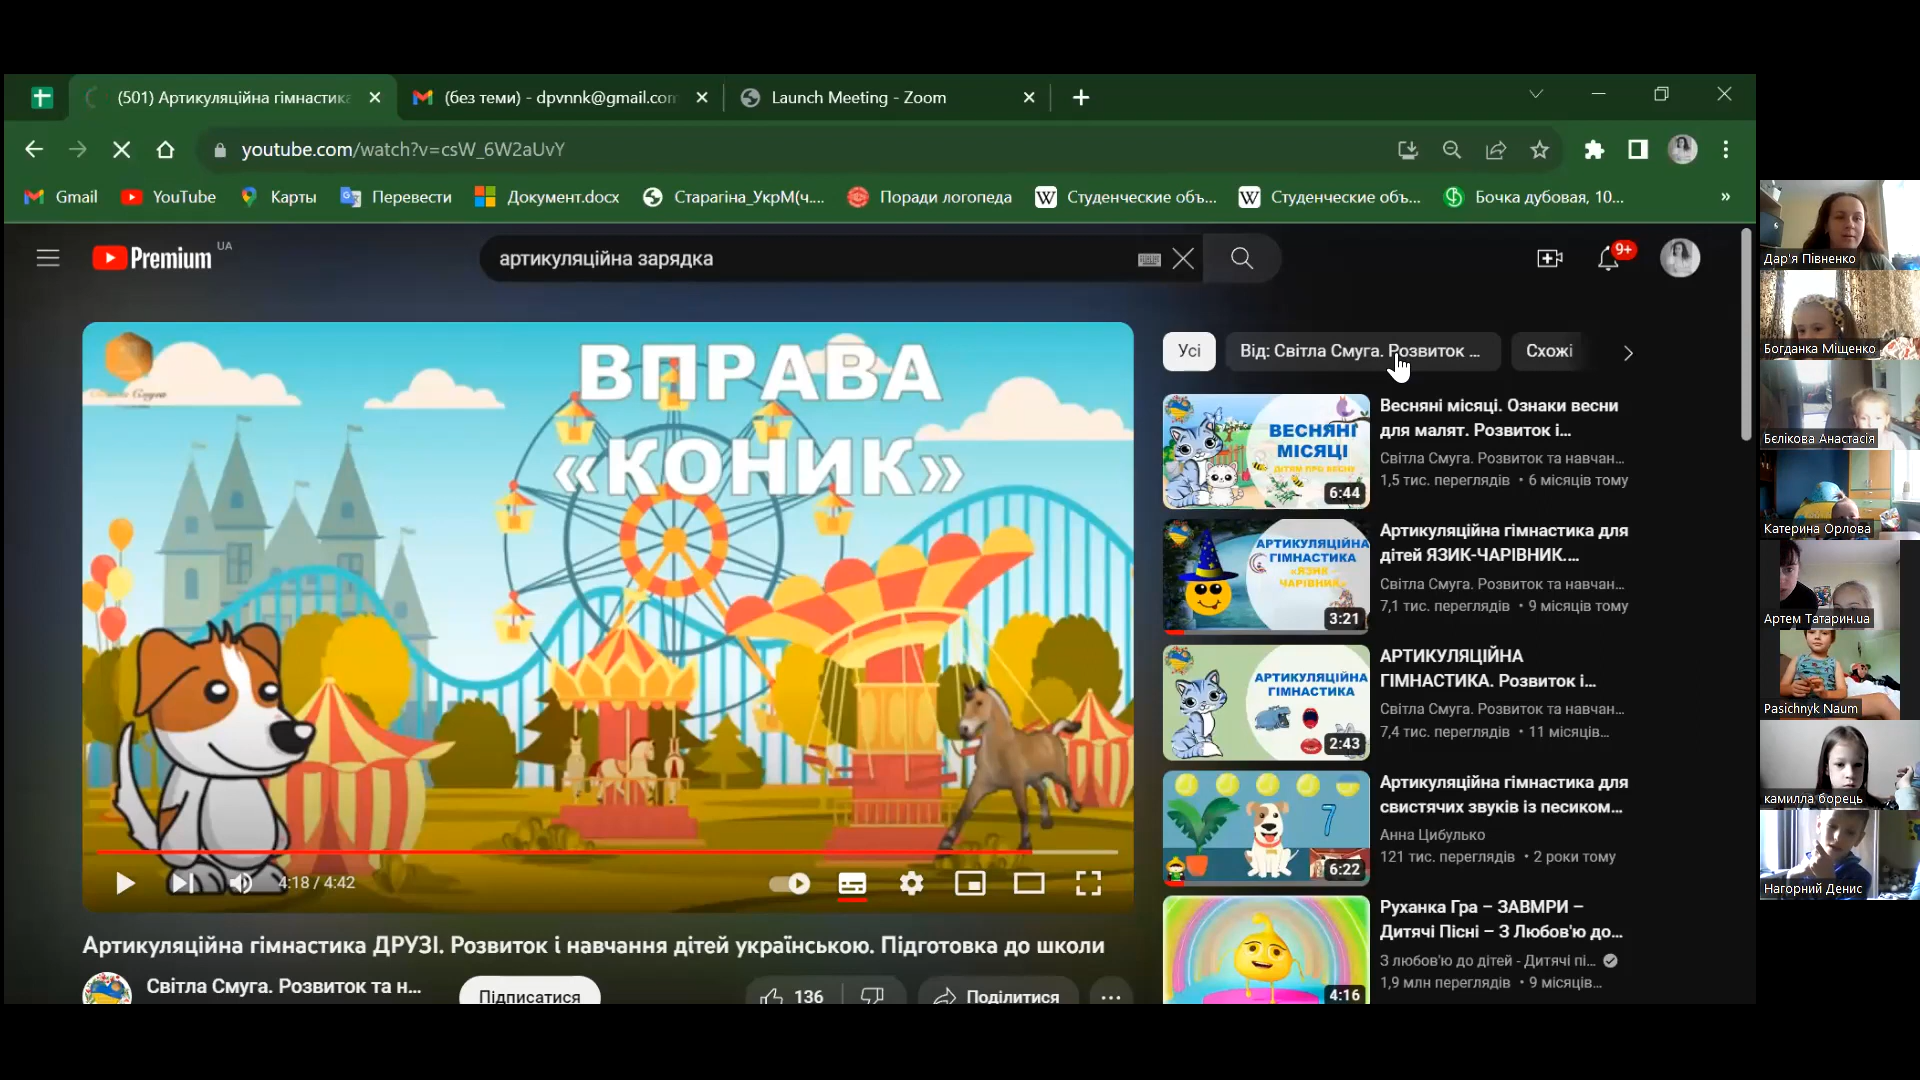 (501) Артикуляційна гімнастика
(без теми) - dpvnnk@gmail.com
Launch Meeting - Zoom
youtube.com/watch?v=csW_6W2aUvY
Gmail
YouTube
Карты
Перевести
Документ.docx
Старагіна_УкрМ(ч....
Поради логопеда
Студенческие объ...
Студенческие объ...
Бочка дубовая, 10...
»
Premium UA
артикуляційна зарядка
9+
ВПРАВА
«КОНИК»
4:18 / 4:42
Артикуляційна гімнастика ДРУЗІ. Розвиток і навчання дітей українською. Підготовка до школи
Світла Смуга. Розвиток та н...
Підписатися
136
Поділитися
Усі
Від: Світла Смуга. Розвиток ...
Схожі
ВЕСНЯНІ
МІСЯЦІ
ДІТЯМ ПРО ВЕСНУ
6:44
Весняні місяці. Ознаки весни
для малят. Розвиток і...
Світла Смуга. Розвиток та навчан...
1,5 тис. переглядів • 6 місяців тому
АРТИКУЛЯЦІЙНА
ГІМНАСТИКА
«ЯЗИК
ЧАРІВНИК»
3:21
Артикуляційна гімнастика для
дітей ЯЗИК-ЧАРІВНИК....
Світла Смуга. Розвиток та навчан...
7,1 тис. переглядів • 9 місяців тому
АРТИКУЛЯЦІЙНА
ГІМНАСТИКА
2:43
АРТИКУЛЯЦІЙНА
ГІМНАСТИКА. Розвиток і...
Світла Смуга. Розвиток та навчан...
7,4 тис. переглядів • 11 місяців...
7
6:22
Артикуляційна гімнастика для
свистячих звуків із песиком...
Анна Цибулько
121 тис. переглядів • 2 роки тому
4:16
Руханка Гра – ЗАВМРИ –
Дитячі Пісні – З Любов'ю до...
З любов'ю до дітей - Дитячі пі...
1,9 млн переглядів • 9 місяців...
Дар'я Півненко
Богданка Міщенко
Бєлікова Анастасія
Катерина Орлова
Артем Татарин.ua
Pasichnyk Naum
камилла борець
Нагорний Денис